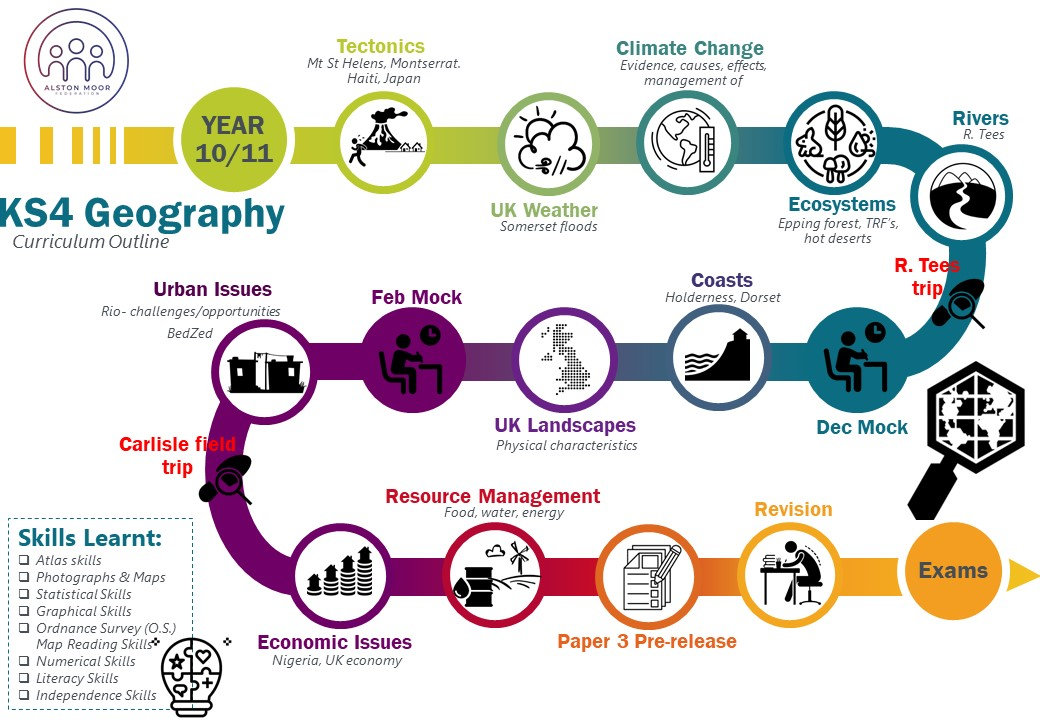 ALSTON MOOR
FEDERATION
YEAR
10/11
KS4 Geography
Curriculum Outline
Tectonics
Mt St Helens, Montserrat.
Haiti, Japan
UK Weather
Somerset floods
Climate Change
Evidence, causes, effects,
management of
Ecosystems
Epping forest, TRF's,
hot deserts
Rivers
R. Tees
R. Tees
trip
Dec Mock
Coasts
Holderness, Dorset
UK Landscapes
Physical characteristics
Feb Mock
Urban Issues
Rio- challenges/opportunities
BedZed
Carlisle field
trip
Economic Issues
Nigeria, UK economy
Resource Management
Food, water, energy
Paper 3 Pre-release
Revision
Exams
Skills Learnt:
Atlas skills
Photographs & Maps
Statistical Skills
Graphical Skills
Ordnance Survey (O.S.)
Map Reading Skills
Numerical Skills
Literacy Skills
Independence Skills